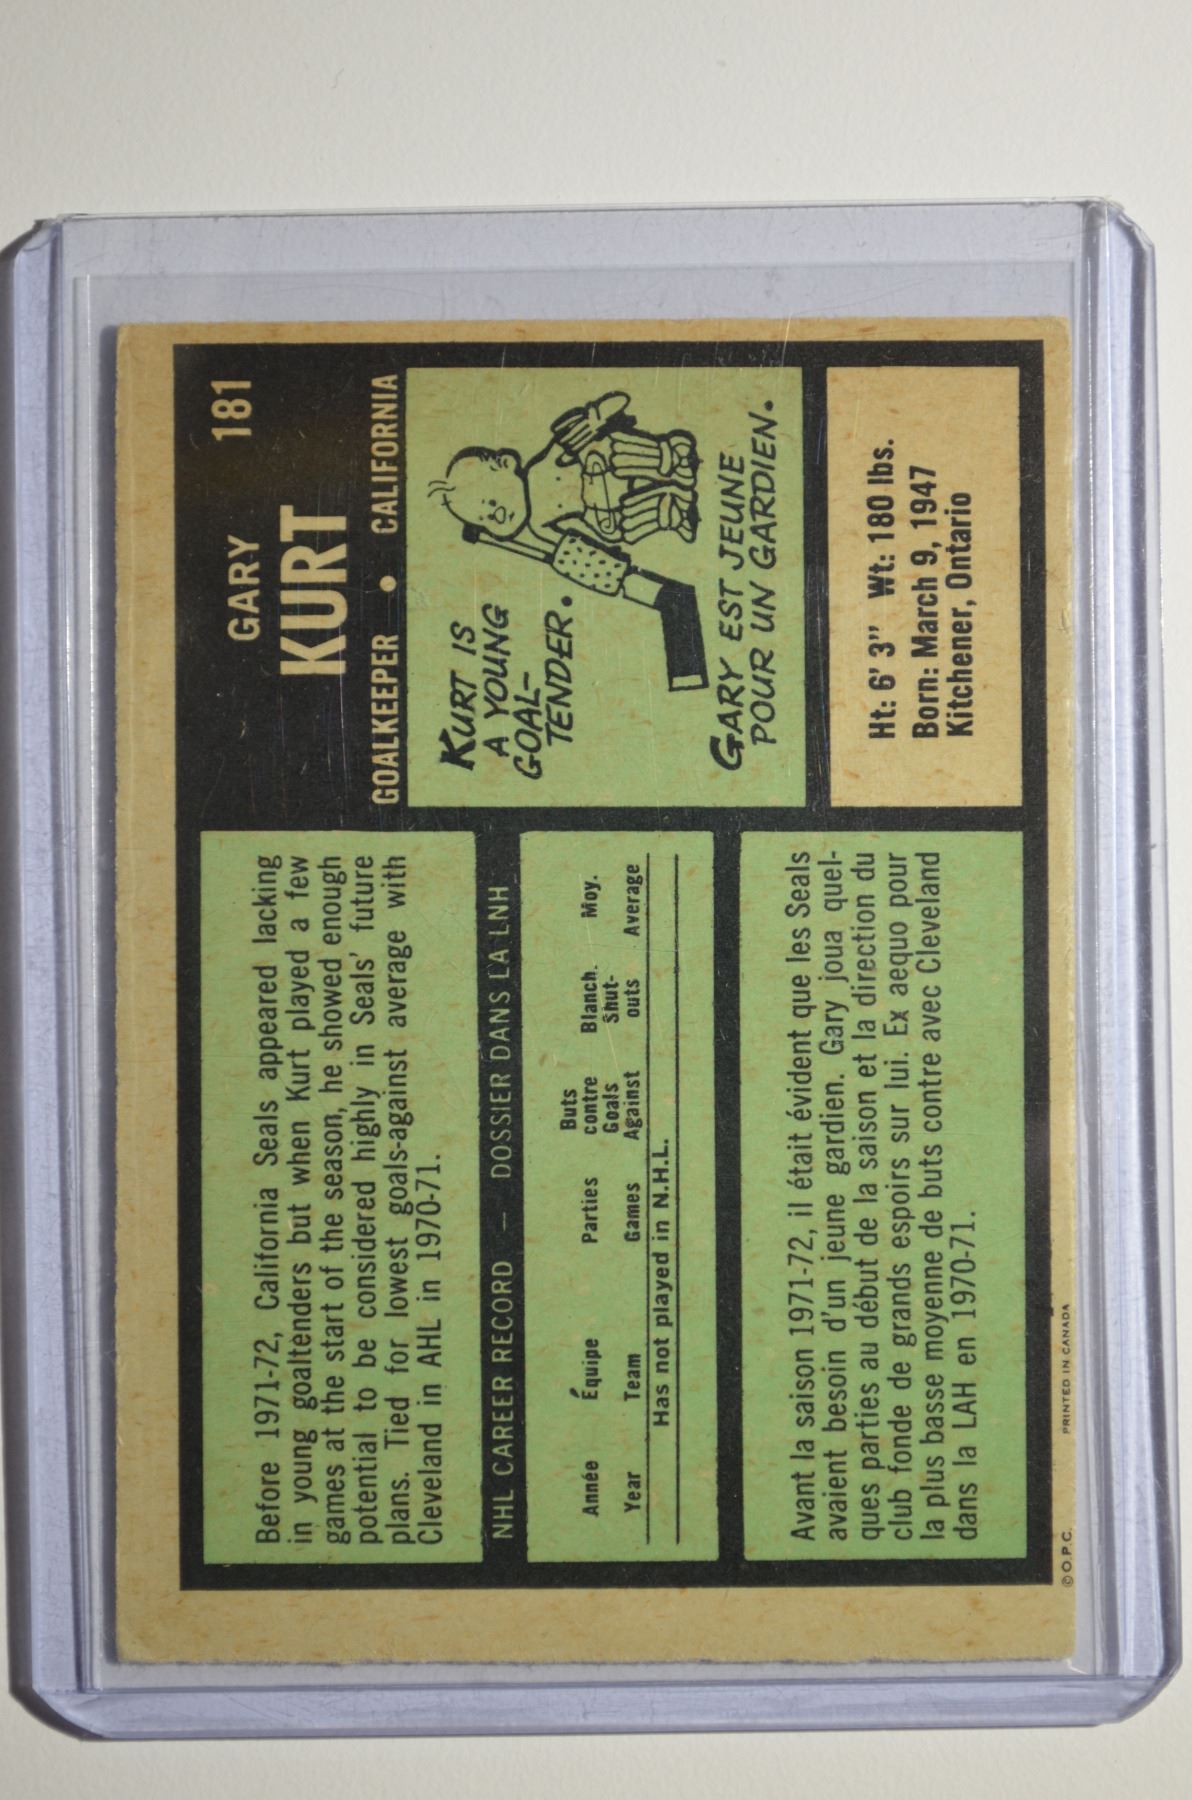 Before 1971-72, California Seals appeared lacking
in young goaltenders but when Kurt played a few
games at the start of the season, he showed enough
potential to be considered highly in Seals' future
plans. Tied for lowest goals-against average with
Cleveland in AHL in 1970-71.
NHL CAREER RECORD — DOSSIER DANS LA LNH
Buts
Année Équipe Parties contre Blanch. Moy.
Goals Shut-
Year Team Games Against outs Average
Has not played in N.H.L.
Avant la saison 1971-72, il était évident que les Seals
avaient besoin d'un jeune gardien. Gary joua quel-
ques parties au début de la saison et la direction du
club fonde de grands espoirs sur lui. Ex aequo pour
la plus basse moyenne de buts contre avec Cleveland
dans la LAH en 1970-71.
181
GARY
KURT
GOALKEEPER • CALIFORNIA
KURT IS
A YOUNG
GOAL-
TENDER.
GARY EST JEUNE
POUR UN GARDIEN.
Ht: 6' 3" Wt: 180 lbs.
Born: March 9, 1947
Kitchener, Ontario
© O.P.C. PRINTED IN CANADA